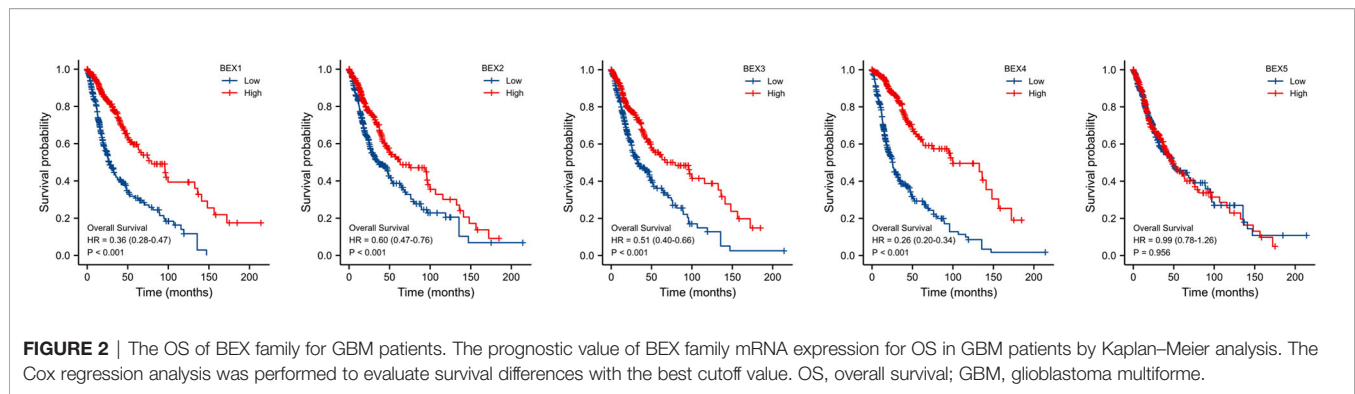 BEX1
Low
High
1.0
0.8
0.6
0.4
0.2
0.0
Survival probability
Overall Survival
HR = 0.36 (0.28-0.47)
P < 0.001
0 50 100 150 200
Time (months)
BEX2
Low
High
1.0
0.8
0.6
0.4
0.2
0.0
Survival probability
Overall Survival
HR = 0.60 (0.47-0.76)
P < 0.001
0 50 100 150 200
Time (months)
BEX3
Low
High
1.0
0.8
0.6
0.4
0.2
0.0
Survival probability
Overall Survival
HR = 0.51 (0.40-0.66)
P < 0.001
0 50 100 150 200
Time (months)
BEX4
Low
High
1.0
0.8
0.6
0.4
0.2
0.0
Survival probability
Overall Survival
HR = 0.26 (0.20-0.34)
P < 0.001
0 50 100 150 200
Time (months)
BEX5
Low
High
1.0
0.8
0.6
0.4
0.2
0.0
Survival probability
Overall Survival
HR = 0.99 (0.78-1.26)
P = 0.956
0 50 100 150 200
Time (months)
FIGURE 2 | The OS of BEX family for GBM patients. The prognostic value of BEX family mRNA expression for OS in GBM patients by Kaplan–Meier analysis. The
Cox regression analysis was performed to evaluate survival differences with the best cutoff value. OS, overall survival; GBM, glioblastoma multiforme.